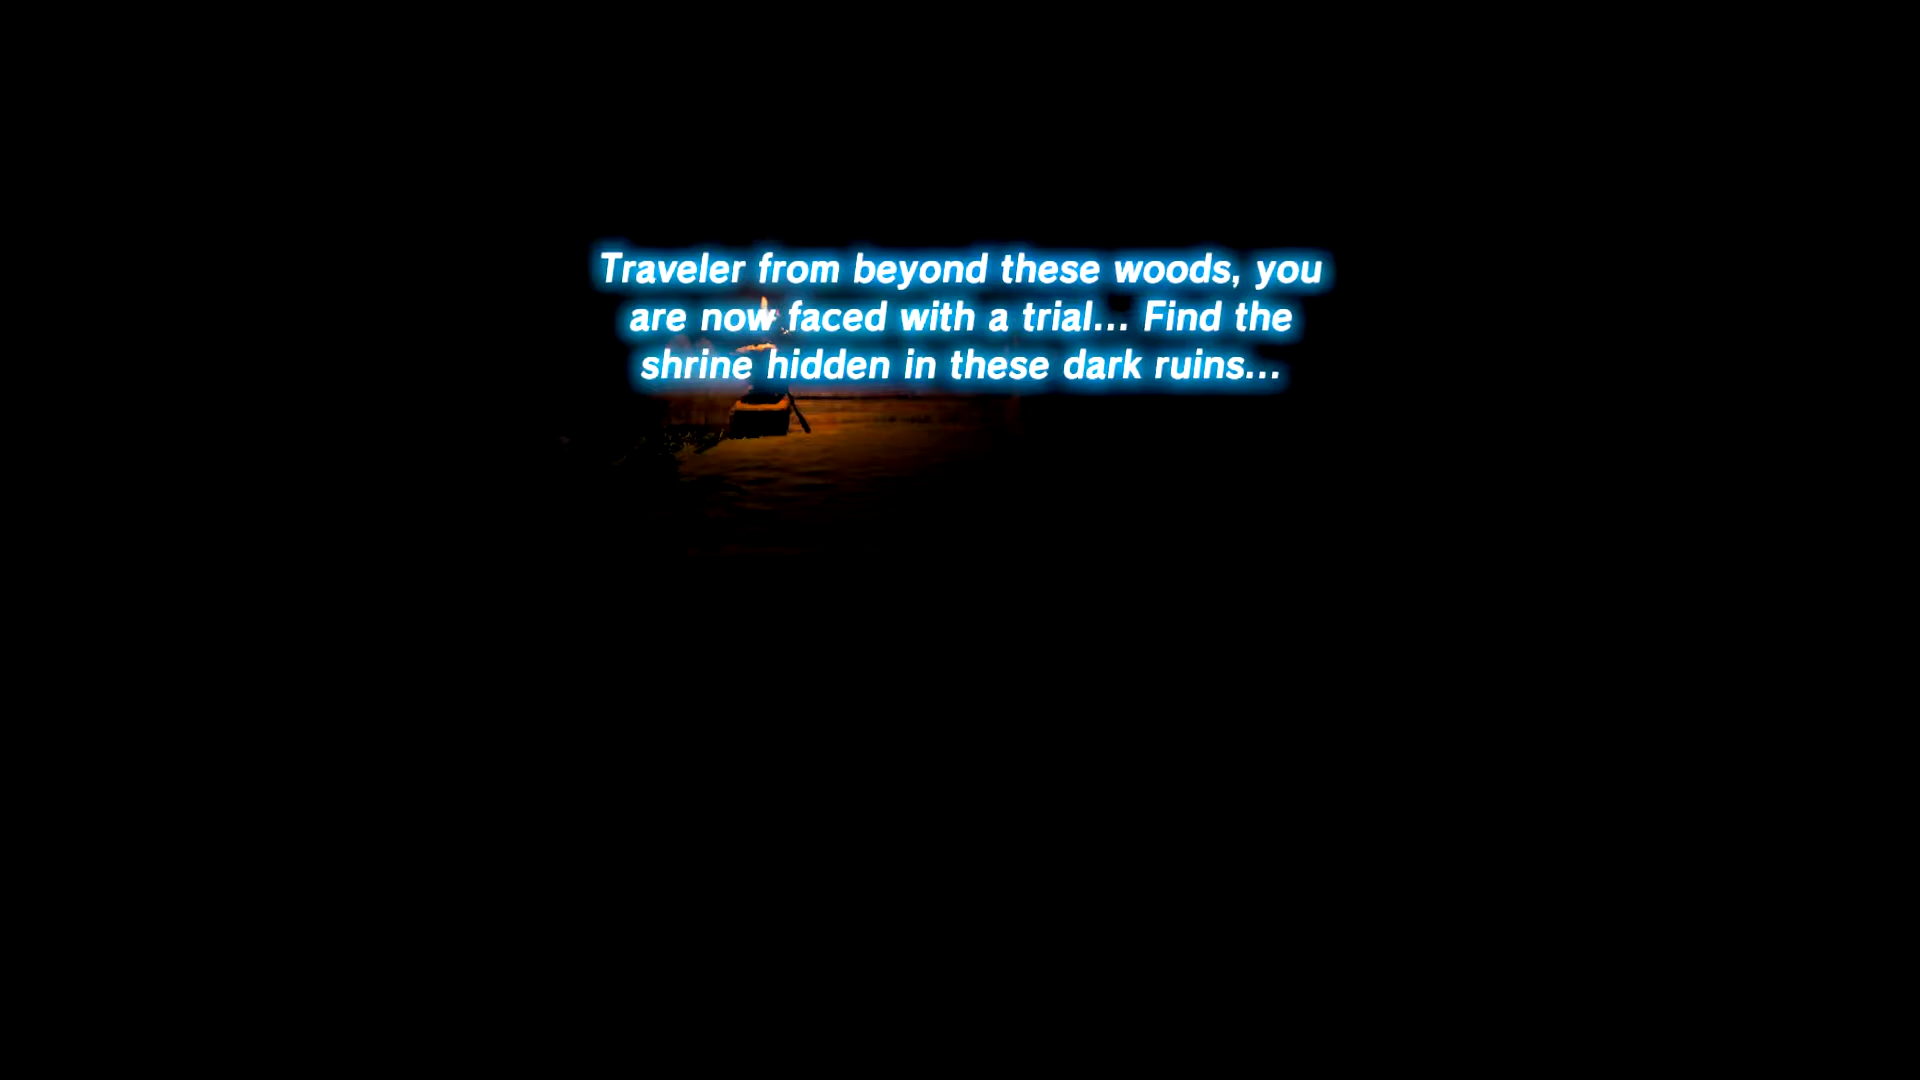 Traveler from beyond these woods, you
are now faced with a trial... Find the
shrine hidden in these dark ruins...